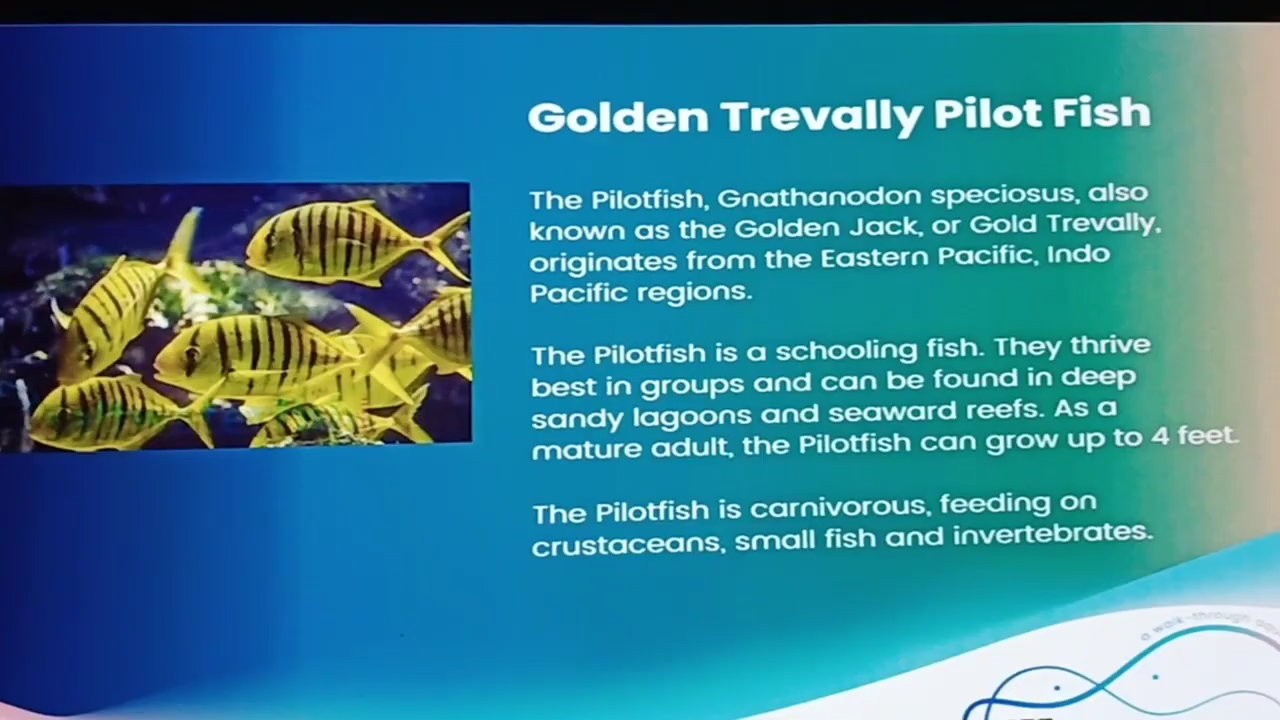 Golden Trevally Pilot Fish
The Pilotfish, Gnathanodon speciosus, also
known as the Golden Jack, or Gold Trevally,
originates from the Eastern Pacific, Indo
Pacific regions.
The Pilotfish is a schooling fish. They thrive
best in groups and can be found in deep
sandy lagoons and seaward reefs. As a
mature adult, the Pilotfish can grow up to 4 feet.
The Pilotfish is carnivorous, feeding on
crustaceans, small fish and invertebrates.
a walk-through